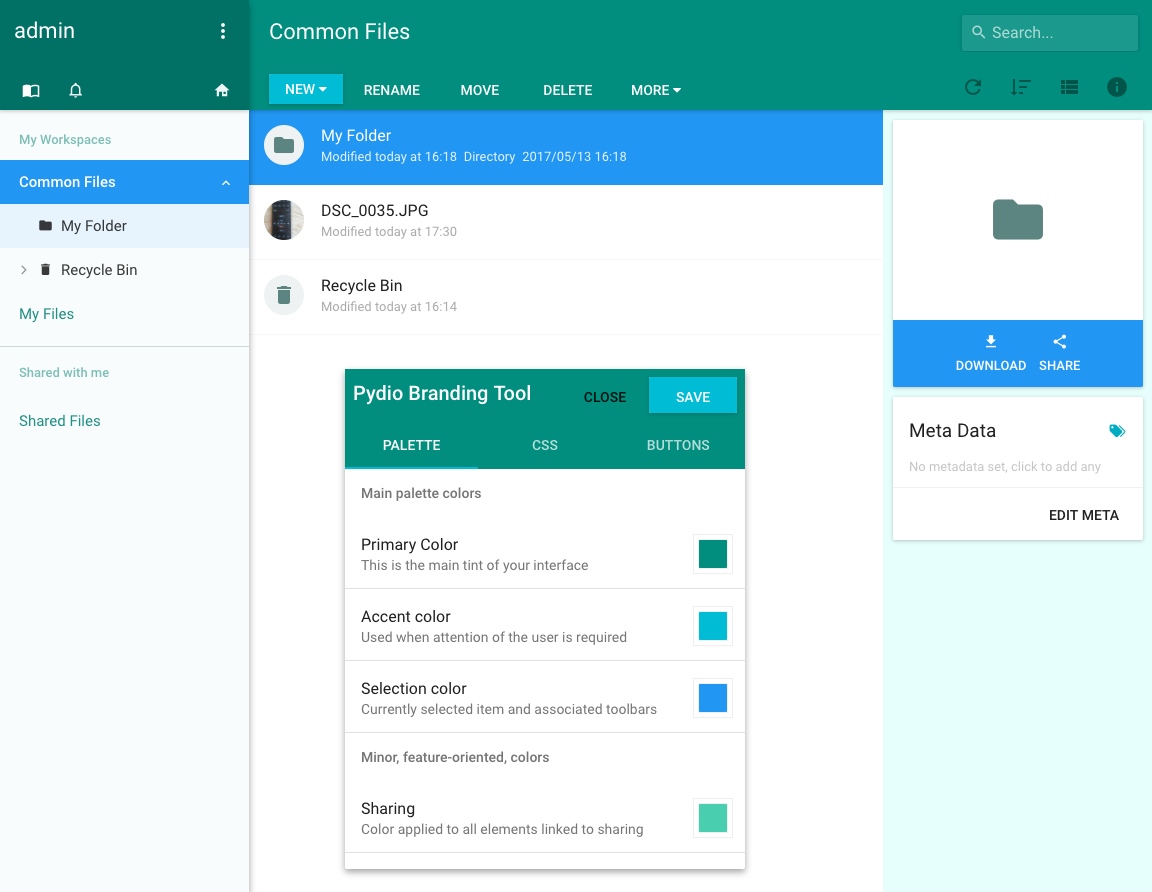 admin
Common Files
Search...
NEW
RENAME
MOVE
DELETE
MORE
My Workspaces
Common Files
My Folder
Recycle Bin
My Files
Shared with me
Shared Files
My Folder
Modified today at 16:18 Directory 2017/05/13 16:18
DSC_0035.JPG
Modified today at 17:30
Recycle Bin
Modified today at 16:14
Pydio Branding Tool
CLOSE
SAVE
PALETTE
CSS
BUTTONS
Main palette colors
Primary Color
This is the main tint of your interface
Accent color
Used when attention of the user is required
Selection color
Currently selected item and associated toolbars
Minor, feature-oriented, colors
Sharing
Color applied to all elements linked to sharing
DOWNLOAD
SHARE
Meta Data
No metadata set, click to add any
EDIT META